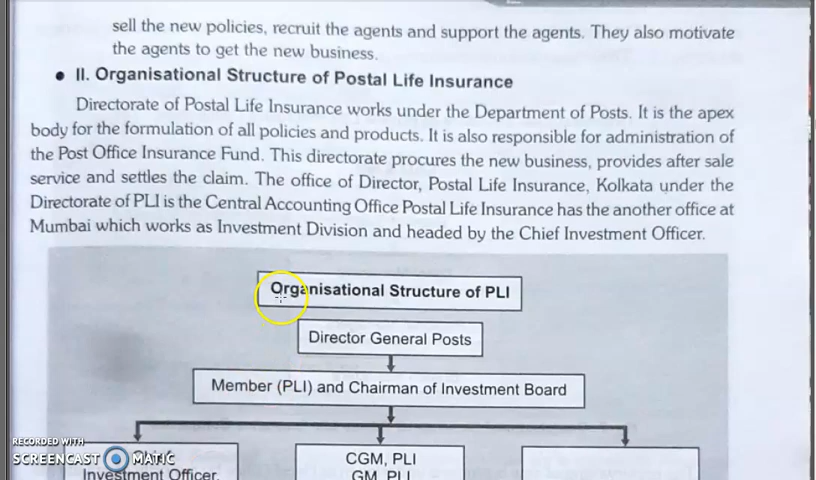 sell the new policies, recruit the agents and support the agents. They also motivate
the agents to get the new business.
• II. Organisational Structure of Postal Life Insurance
Directorate of Postal Life Insurance works under the Department of Posts. It is the apex
body for the formulation of all policies and products. It is also responsible for administration of
the Post Office Insurance Fund. This directorate procures the new business, provides after sale
service and settles the claim. The office of Director, Postal Life Insurance, Kolkata under the
Directorate of PLI is the Central Accounting Office Postal Life Insurance has the another office at
Mumbai which works as Investment Division and headed by the Chief Investment Officer.
Organisational Structure of PLI
Director General Posts
Member (PLI) and Chairman of Investment Board
RECORDED WITH
SCREENCAST MATIC
Investment Officer,
CGM, PLI
GM, PLI